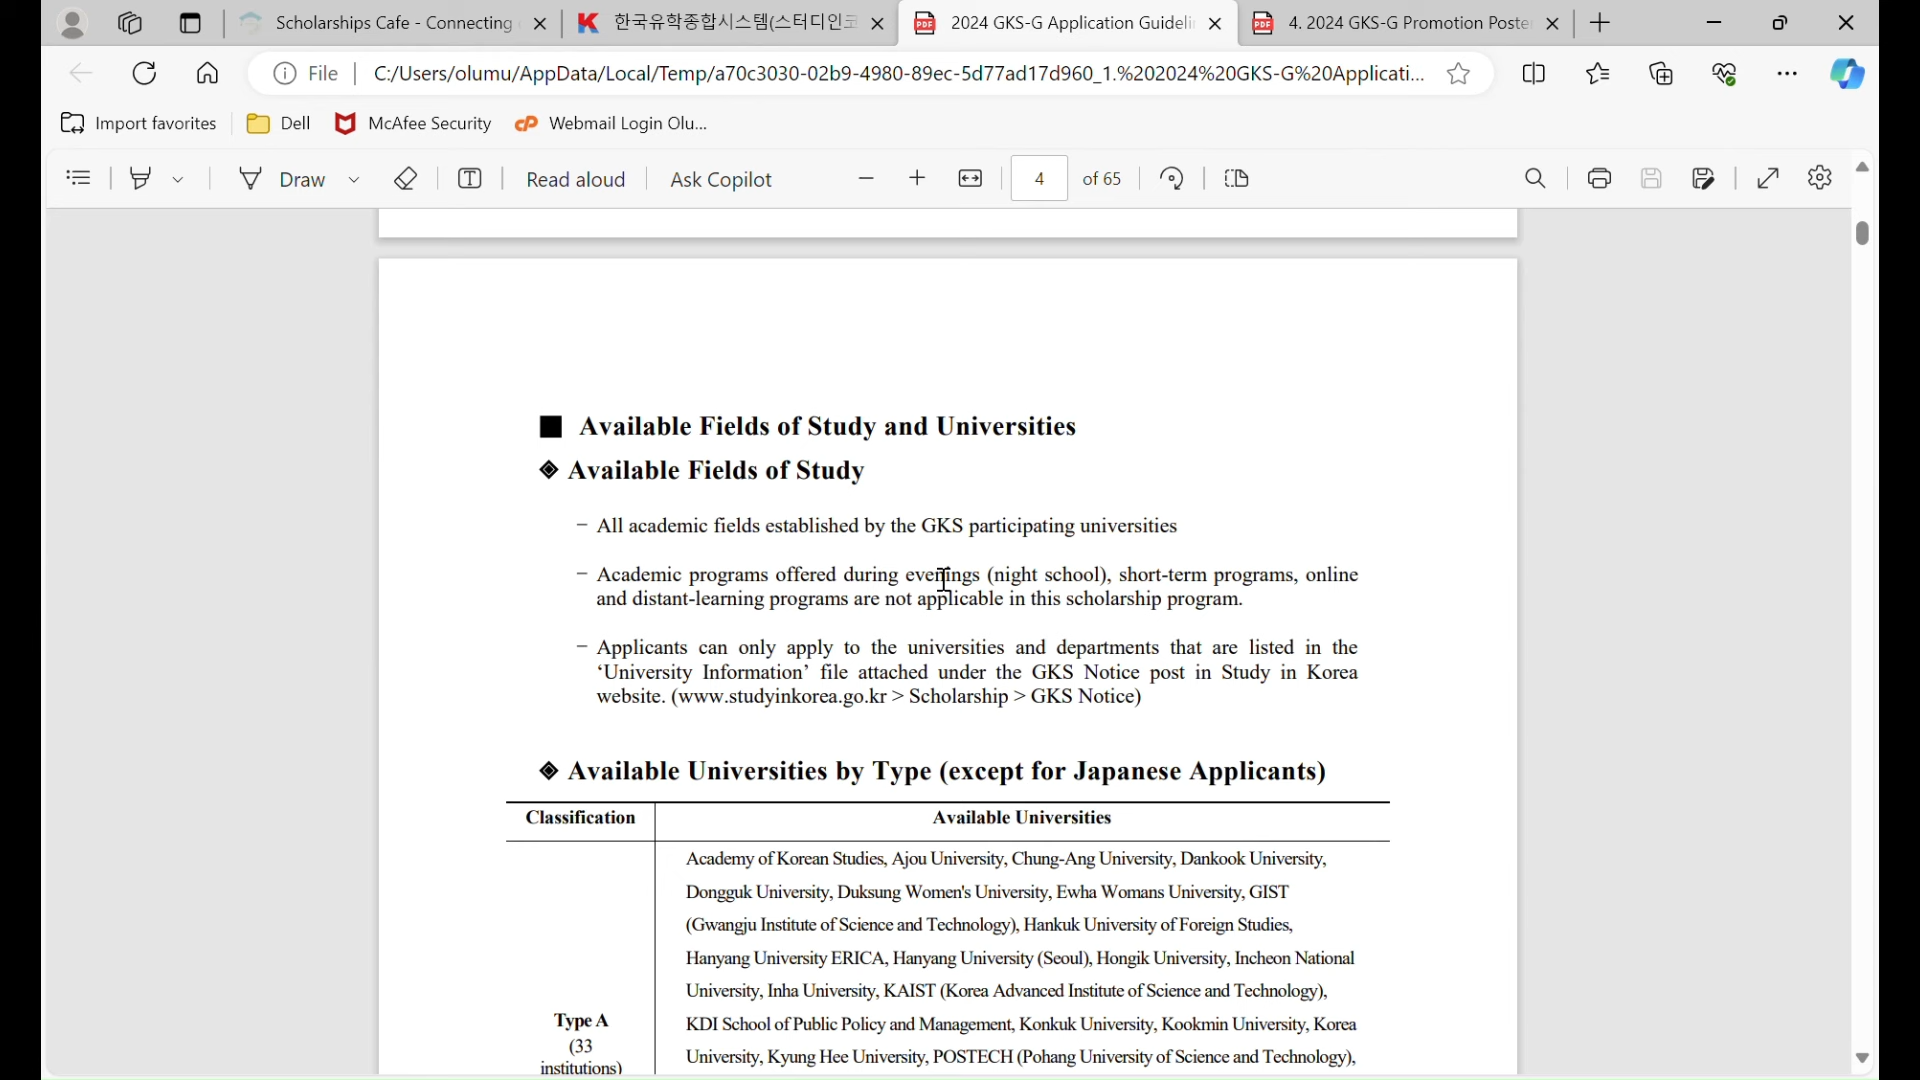 Scholarships Cafe - Connecting
한국유학종합시스템(스터디인코
2024 GKS-G Application Guideli
4. 2024 GKS-G Promotion Poste
File
C:/Users/olumu/AppData/Local/Temp/a70c3030-02b9-4980-89ec-5d77ad17d960_1.%202024%20GKS-G%20Applicati...
Import favorites
Dell
McAfee Security
Webmail Login Olu...
Draw
Read aloud
Ask Copilot
4 of 65
■ Available Fields of Study and Universities
◈ Available Fields of Study
− All academic fields established by the GKS participating universities
− Academic programs offered during evenings (night school), short-term programs, online
and distant-learning programs are not applicable in this scholarship program.
− Applicants can only apply to the universities and departments that are listed in the
‘University Information’ file attached under the GKS Notice post in Study in Korea
website. (www.studyinkorea.go.kr > Scholarship > GKS Notice)
◈ Available Universities by Type (except for Japanese Applicants)
Classification
Available Universities
Academy of Korean Studies, Ajou University, Chung-Ang University, Dankook University,
Dongguk University, Duksung Women's University, Ewha Womans University, GIST
(Gwangju Institute of Science and Technology), Hankuk University of Foreign Studies,
Hanyang University ERICA, Hanyang University (Seoul), Hongik University, Incheon National
University, Inha University, KAIST (Korea Advanced Institute of Science and Technology),
KDI School of Public Policy and Management, Konkuk University, Kookmin University, Korea
University, Kyung Hee University, POSTECH (Pohang University of Science and Technology),
Type A
(33
institutions)